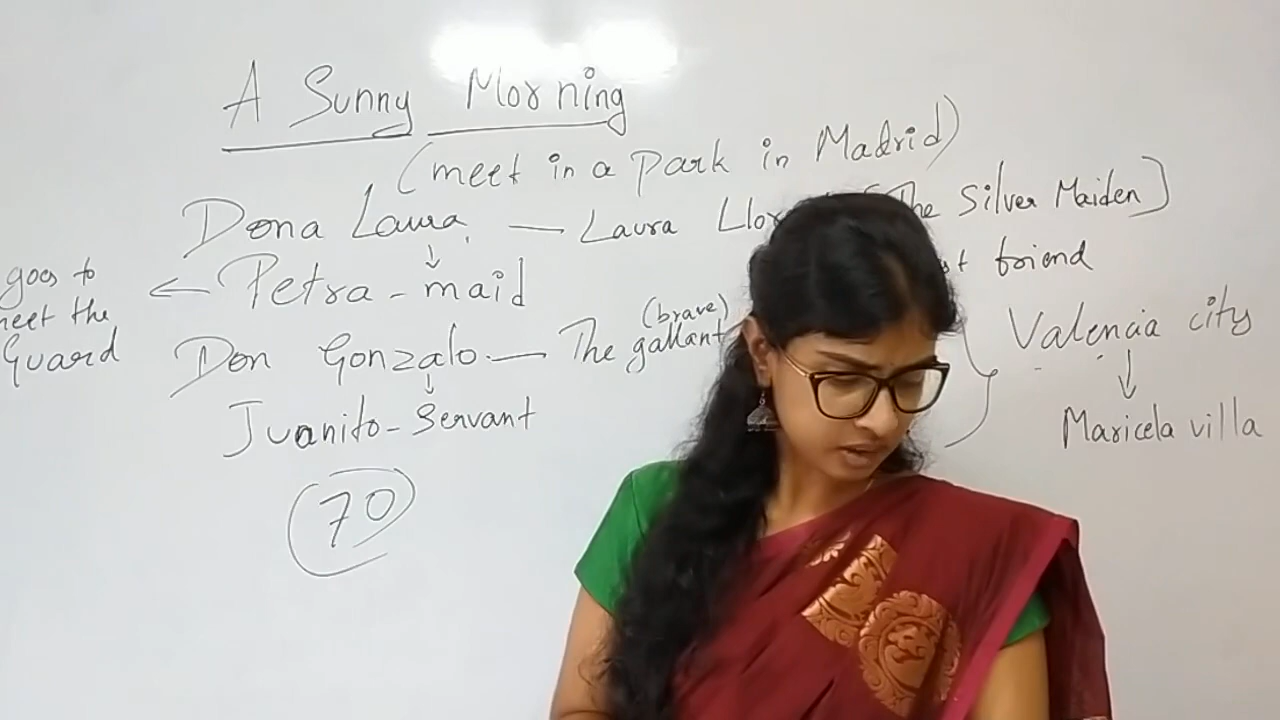 A Sunny Morning
(meet in a Park in Madrid)
Dona Laura — Laura The Silver Maiden]
friend
goes to meet the Guard ← Petra - maid
Don Gonzalo — The gallant (brave)
Juanito - Servant
Valencia city
Maricela villa
70